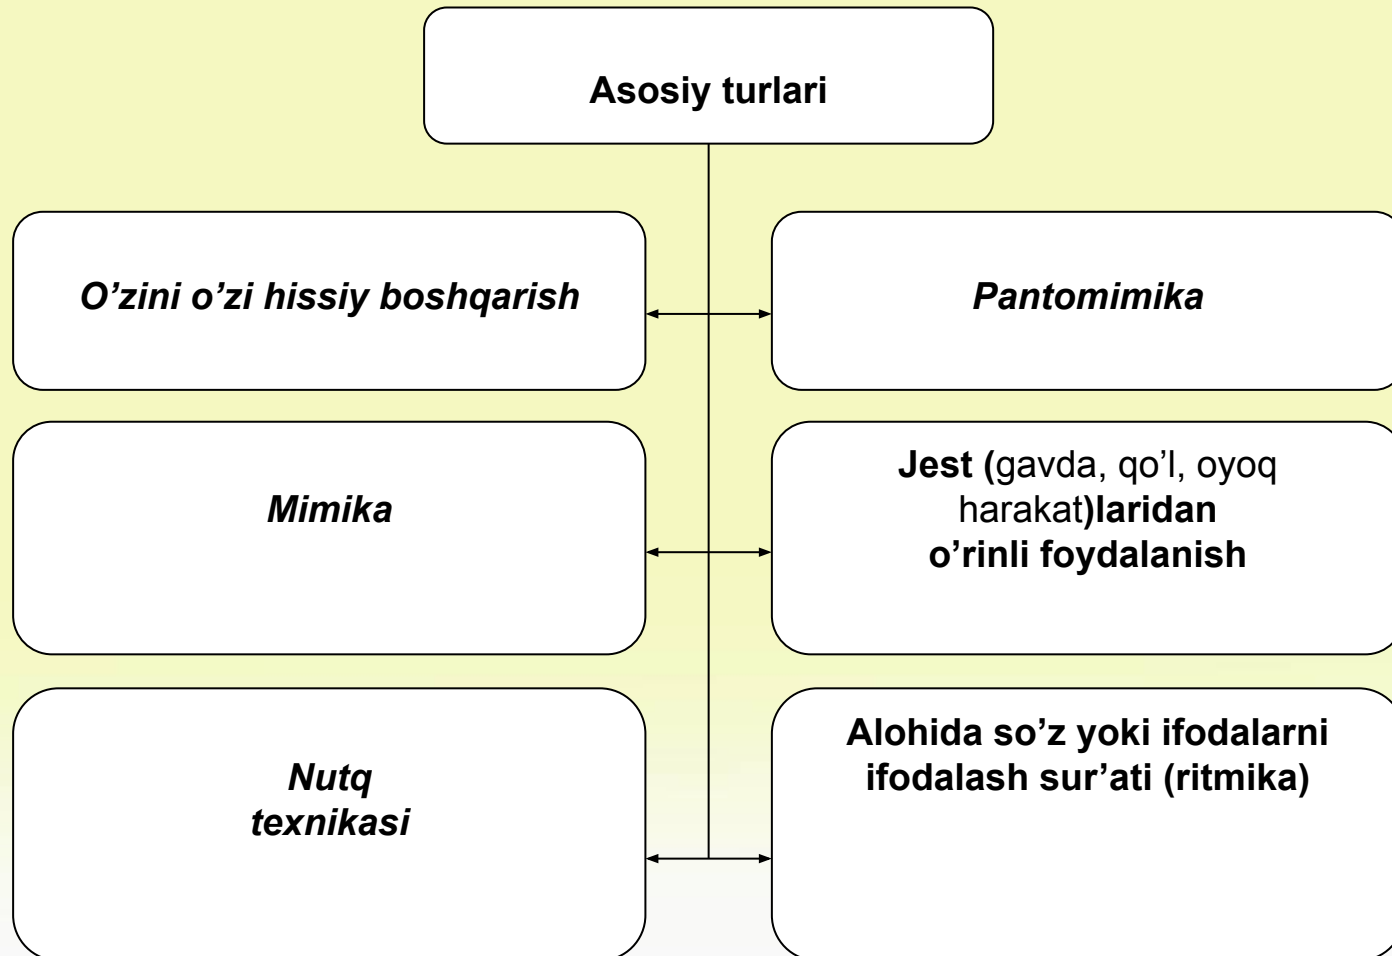 Asosiy turlari
O’zini o’zi hissiy boshqarish
Pantomimika
Mimika
Jest (gavda, qo’l, oyoq
harakat)laridan
o’rinli foydalanish
Nutq
texnikasi
Alohida so’z yoki ifodalarni
ifodalash sur’ati (ritmika)